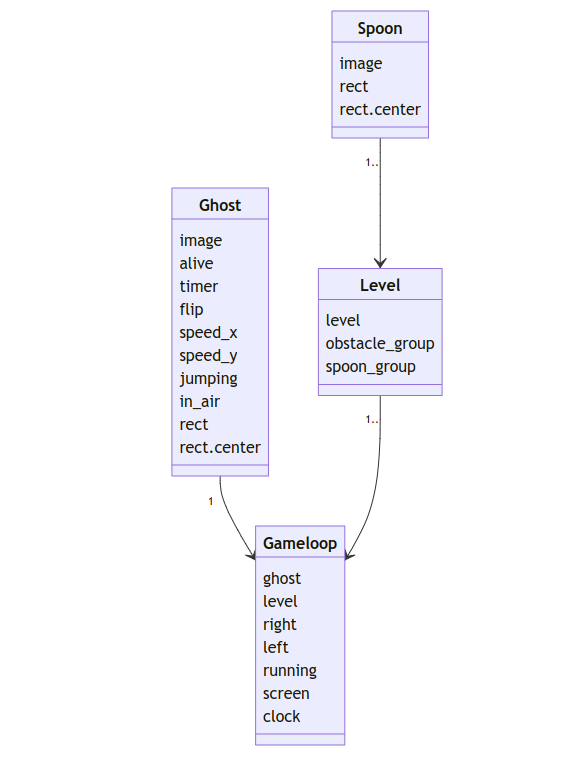 Spoon
image
rect
rect.center
1..
Ghost
image
alive
timer
flip
speed_x
speed_y
jumping
in_air
rect
rect.center
Level
level
obstacle_group
spoon_group
1..
1
Gameloop
ghost
level
right
left
running
screen
clock